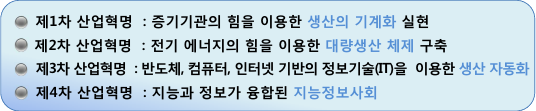 제1차 산업혁명 : 증기기관의 힘을 이용한 생산의 기계화 실현
제2차 산업혁명 : 전기 에너지의 힘을 이용한 대량생산 체제 구축
제3차 산업혁명 : 반도체, 컴퓨터, 인터넷 기반의 정보기술(IT)을 이용한 생산 자동화
제4차 산업혁명 : 지능과 정보가 융합된 지능정보사회